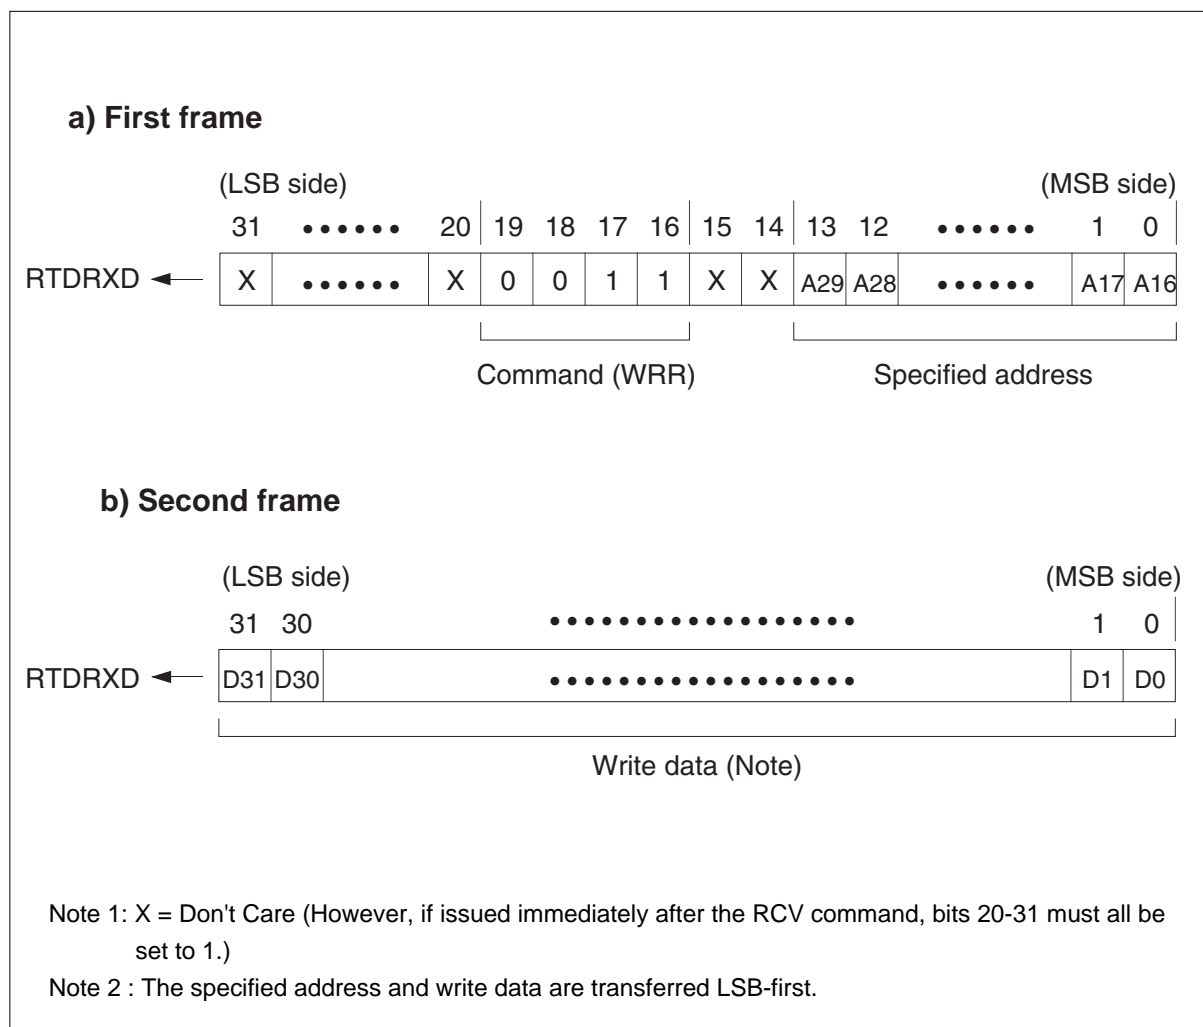 a) First frame
(LSB side) (MSB side)
31 •••••• 20 19 18 17 16 15 14 13 12 •••••• 1 0
RTDRXD X •••••• X 0 0 1 1 X X A29 A28 •••••• A17 A16
Command (WRR) Specified address
b) Second frame
(LSB side) (MSB side)
31 30 •••••••••••••••••• 1 0
RTDRXD D31 D30 •••••••••••••••••• D1 D0
Write data (Note)
Note 1: X = Don't Care (However, if issued immediately after the RCV command, bits 20-31 must all be
set to 1.)
Note 2 : The specified address and write data are transferred LSB-first.